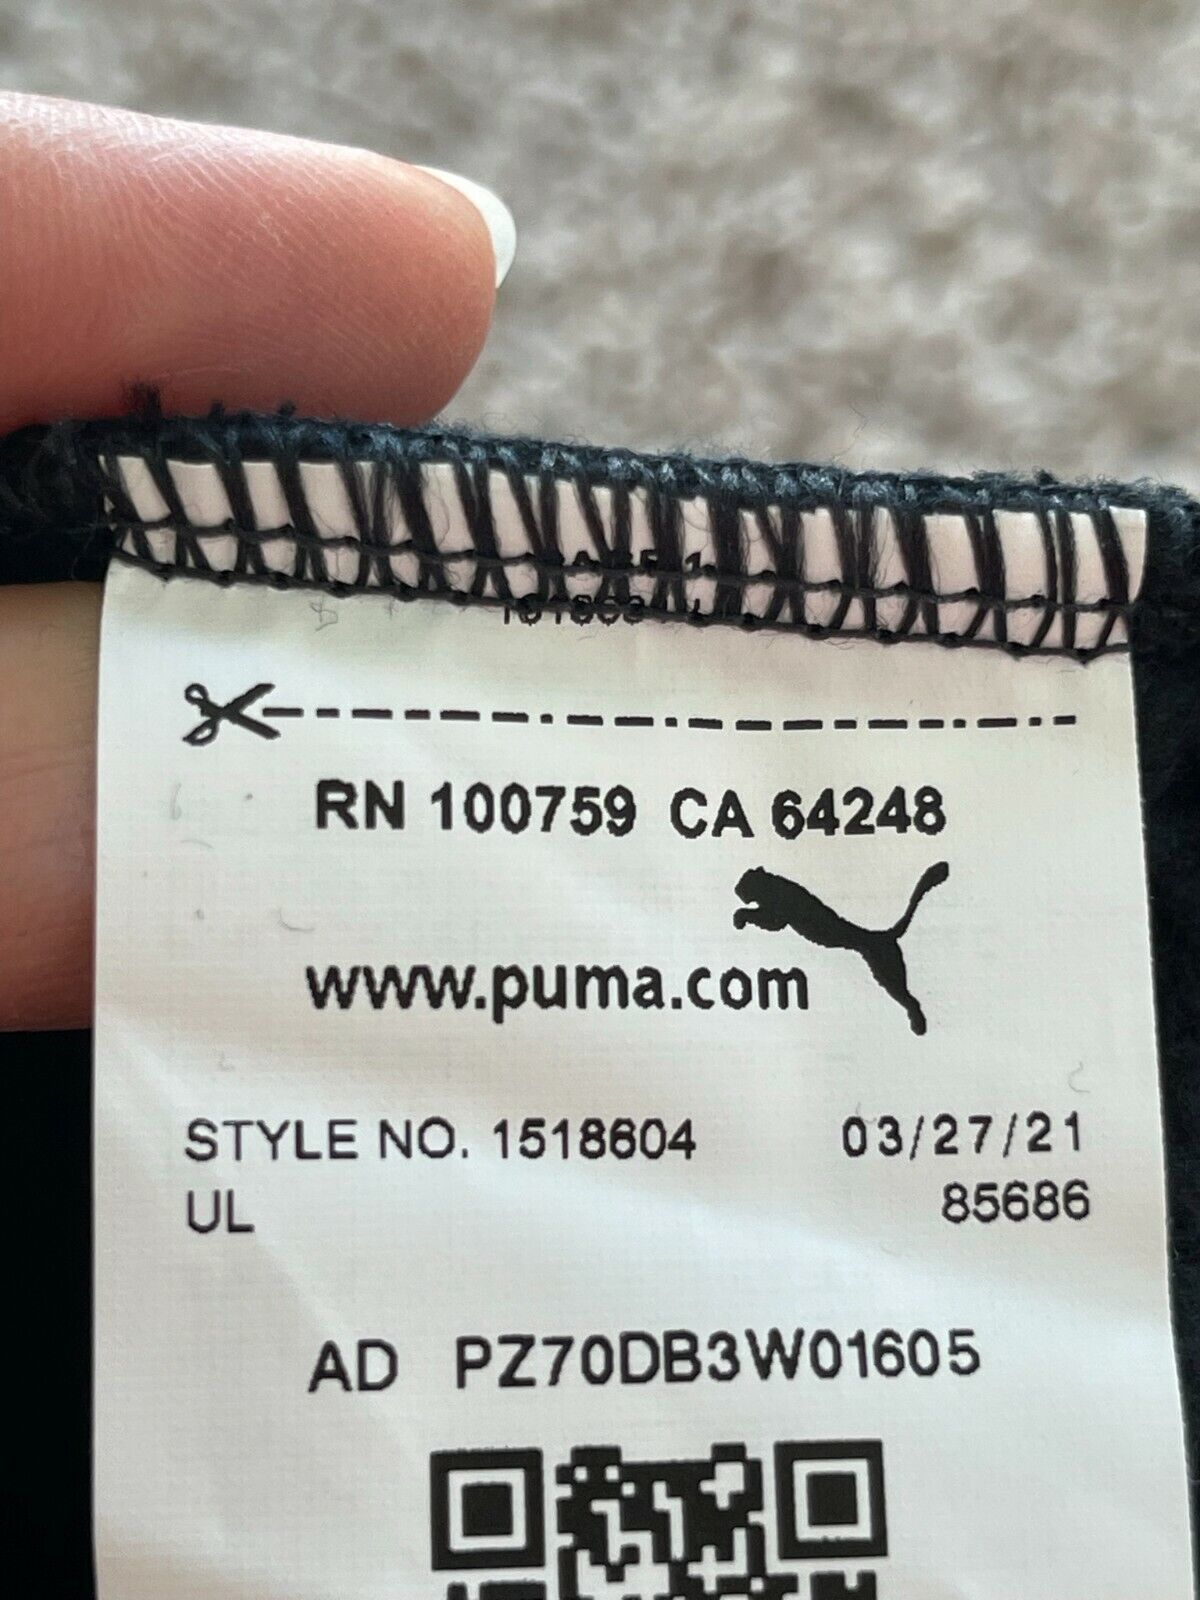 RN 100759 CA 64248
www.puma.com
STYLE NO. 1518604 03/27/21
UL 85686
AD PZ70DB3W01605